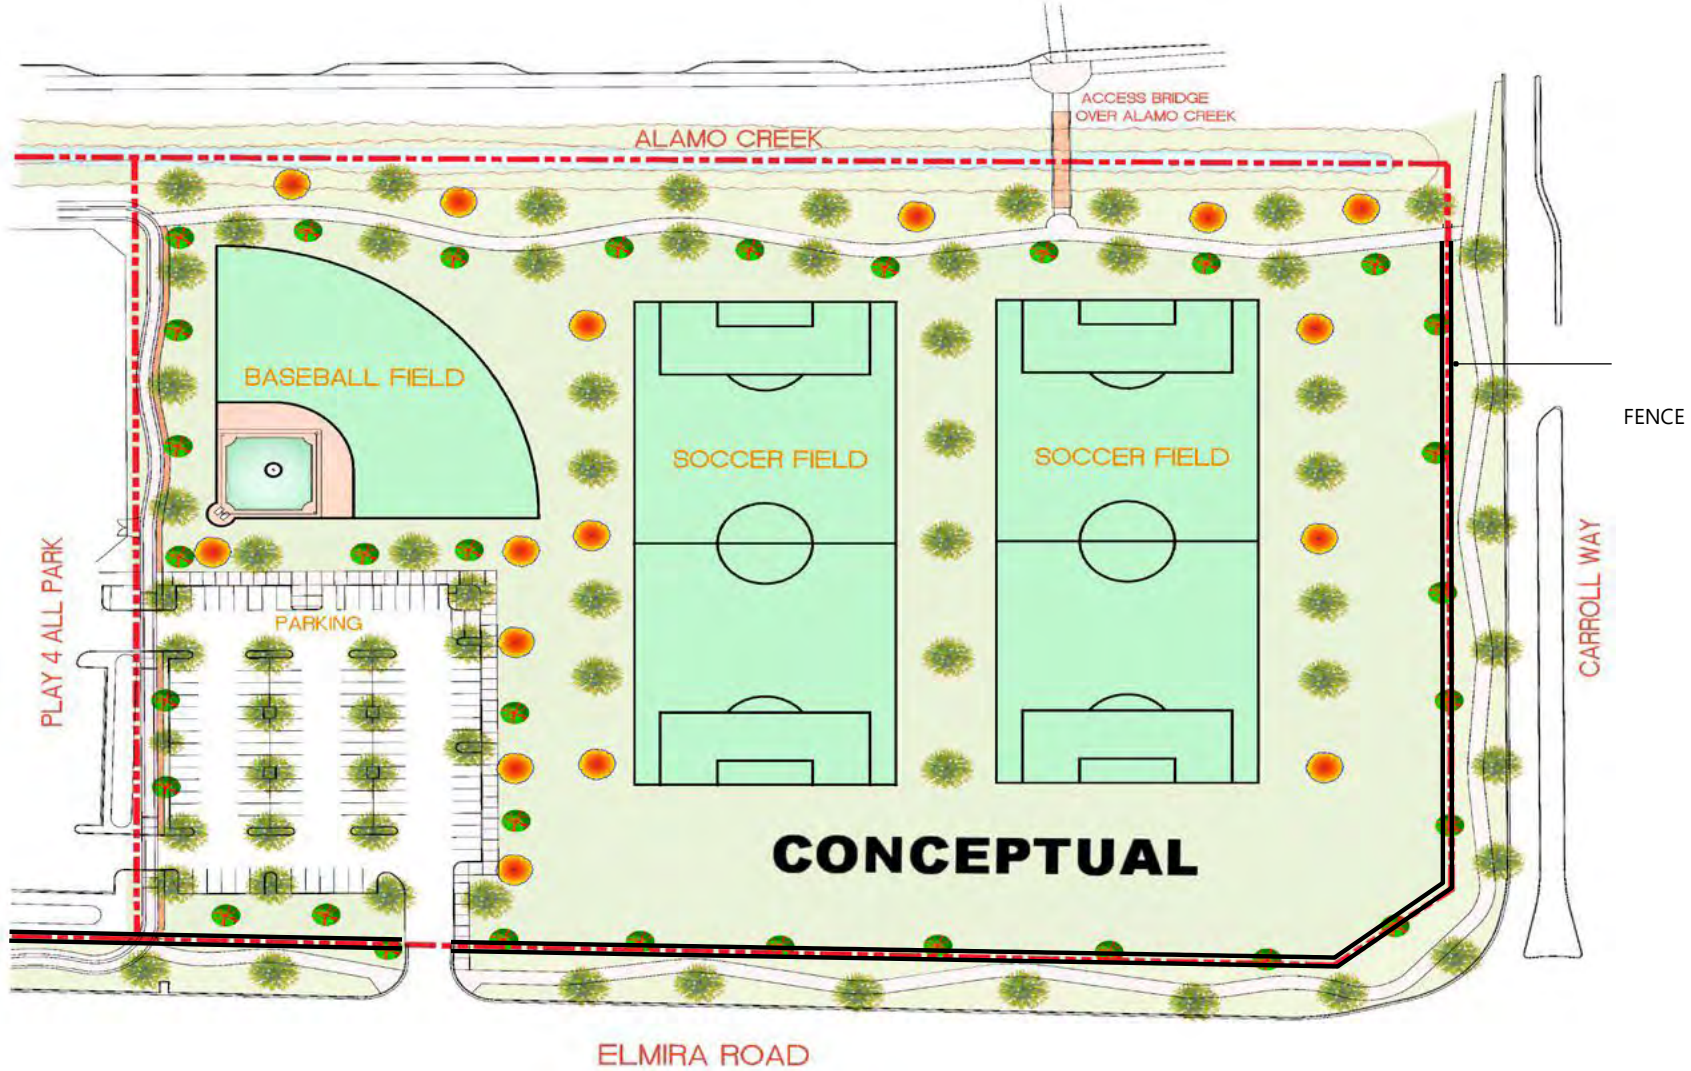 ACCESS BRIDGE
OVER ALAMO CREEK
ALAMO CREEK
BASEBALL FIELD
FENCE
SOCCER FIELD
SOCCER FIELD
PLAY 4 ALL PARK
CARROLL WAY
PARKING
CONCEPTUAL
ELMIRA ROAD